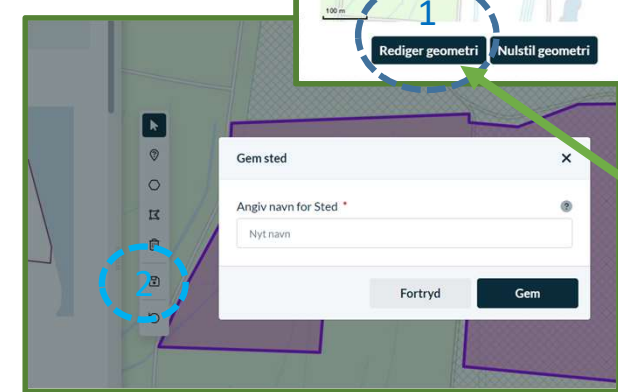 100 m
1
Rediger geometri
Nulstil geometri
Gem sted
Angiv navn for Sted *
Nyt navn
2
Fortryd
Gem